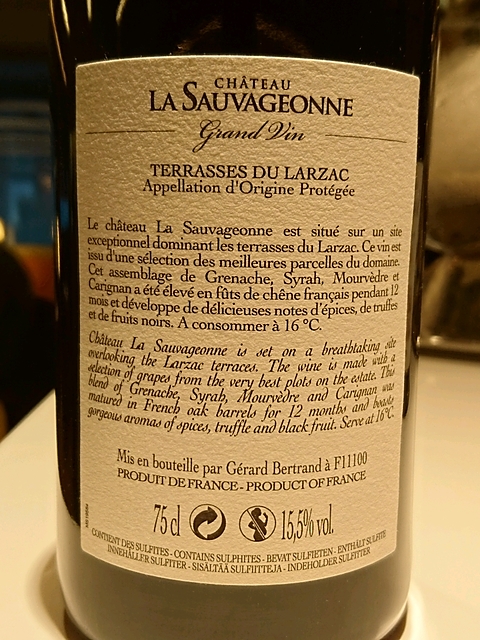 CHÂTEAU
LA SAUVAGEONNE
Grand Vin
TERRASSES DU LARZAC
Appellation d'Origine Protégée
Le château La Sauvageonne est situé sur un site
exceptionnel dominant les terrasses du Larzac. Ce vin est
issu d'une sélection des meilleures parcelles du domaine.
Cet assemblage de Grenache, Syrah, Mourvèdre et
Carignan a été élevé en fûts de chêne français pendant 12
mois et développe de délicieuses notes d'épices, de truffes
et de fruits noirs. A consommer à 16 °C.
Château La Sauvageonne is set on a breathtaking site
overlooking the Larzac terraces. The wine is made with a
selection of grapes from the very best plots on the estate. This
blend of Grenache, Syrah, Mourvèdre and Carignan was
matured in French oak barrels for 12 months and boasts
gorgeous aromas of spices, truffle and black fruit. Serve at 16°C.
Mis en bouteille par Gérard Bertrand à F11100
PRODUIT DE FRANCE - PRODUCT OF FRANCE
75 cl 15,5% vol.
CONTIENT DES SULFITES - CONTAINS SULPHITES - BEVAT SULFIETEN - ENTHÄLT SULFITE
INNEHÅLLER SULFITER - SISÄLTÄÄ SULFIITTEJA - INDEHOLDER SULFITTER